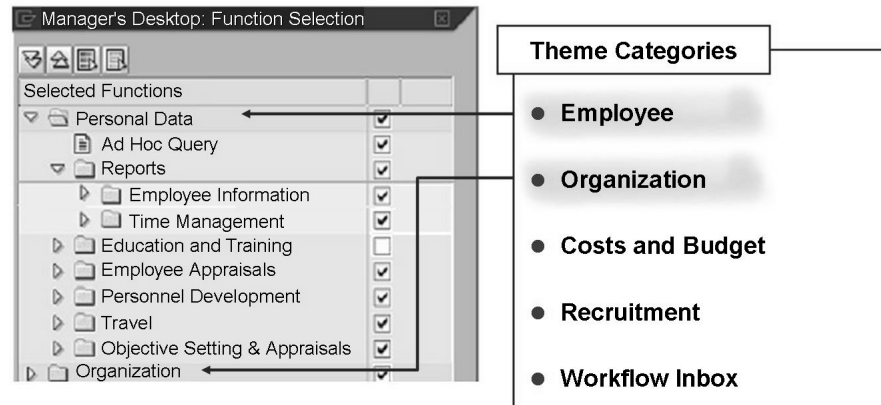 Manager's Desktop: Function Selection
Selected Functions
Personal Data
Ad Hoc Query
Reports
Employee Information
Time Management
Education and Training
Employee Appraisals
Personnel Development
Travel
Objective Setting & Appraisals
Organization
Theme Categories
Employee
Organization
Costs and Budget
Recruitment
Workflow Inbox